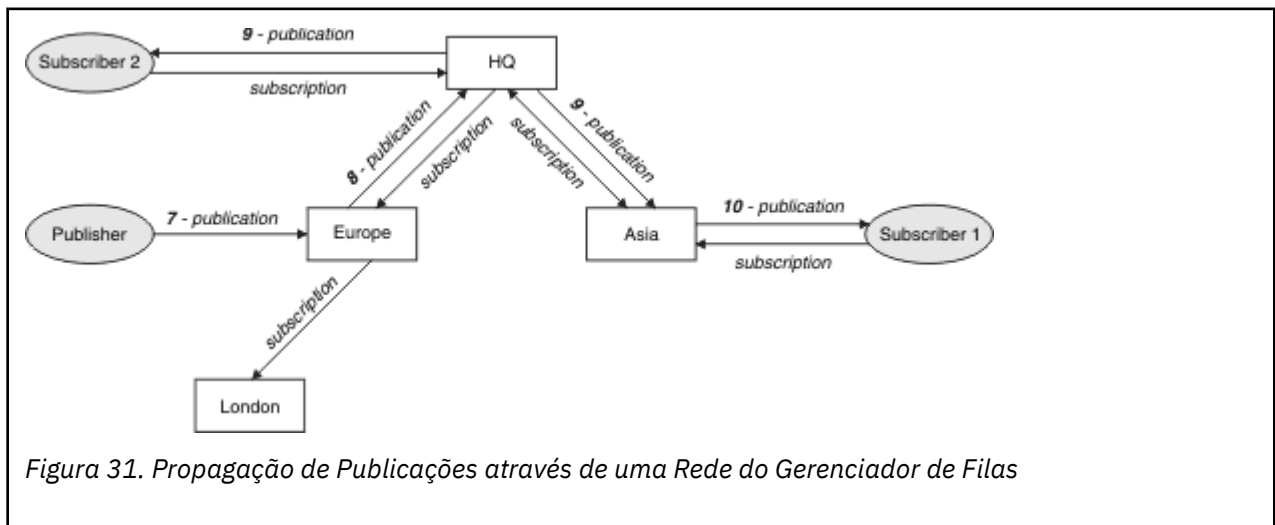 9 - publication
Subscriber 2
HQ
subscription
8 - publication
subscription
subscription
9 - publication
7 - publication
Publisher
Europe
Asia
10 - publication
Subscriber 1
subscription
subscription
London
Figura 31. Propagação de Publicações através de uma Rede do Gerenciador de Filas